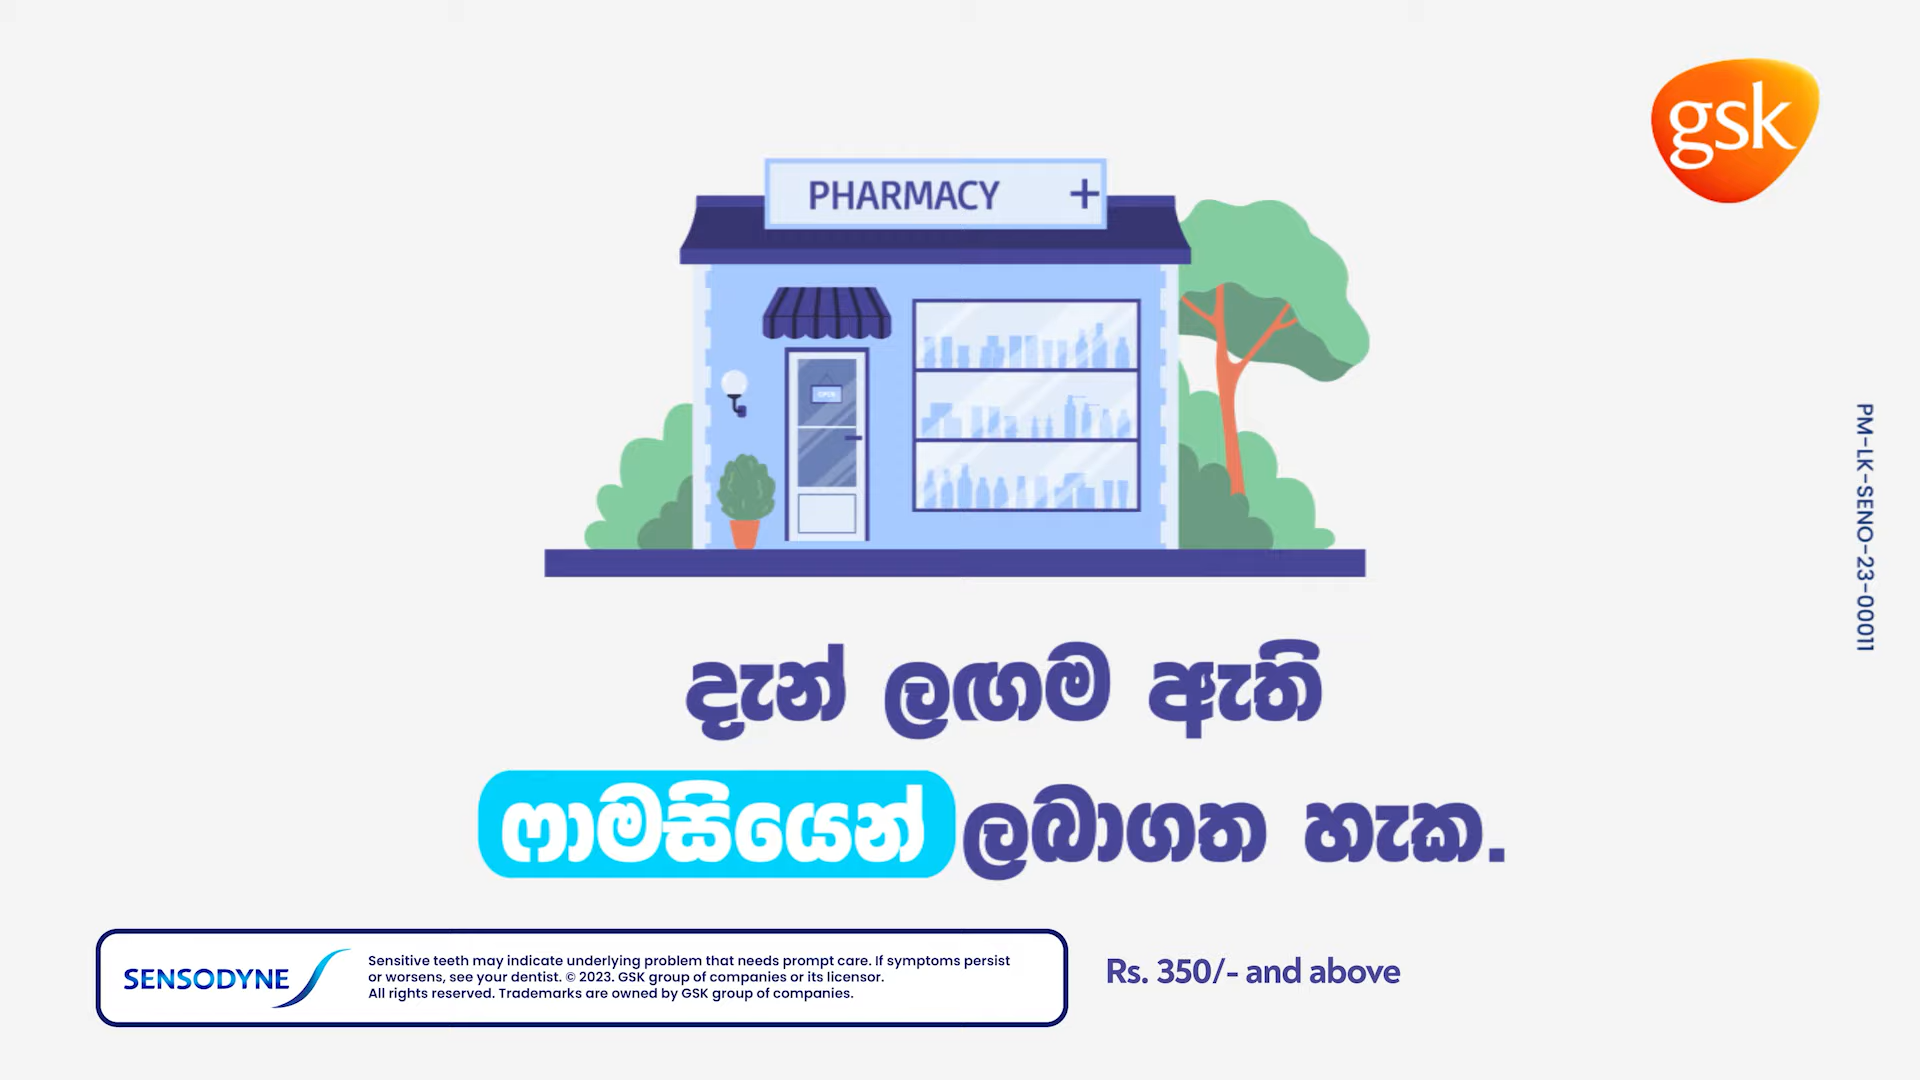 gsk
PHARMACY +
OPEN
PM-LK-SENO-23-00011
දැන් ළඟම ඇති
ෆාමසියෙන් ලබාගත හැක.
SENSODYNE
Sensitive teeth may indicate underlying problem that needs prompt care. If symptoms persist
or worsens, see your dentist. © 2023. GSK group of companies or its licensor.
All rights reserved. Trademarks are owned by GSK group of companies.
Rs. 350/- and above